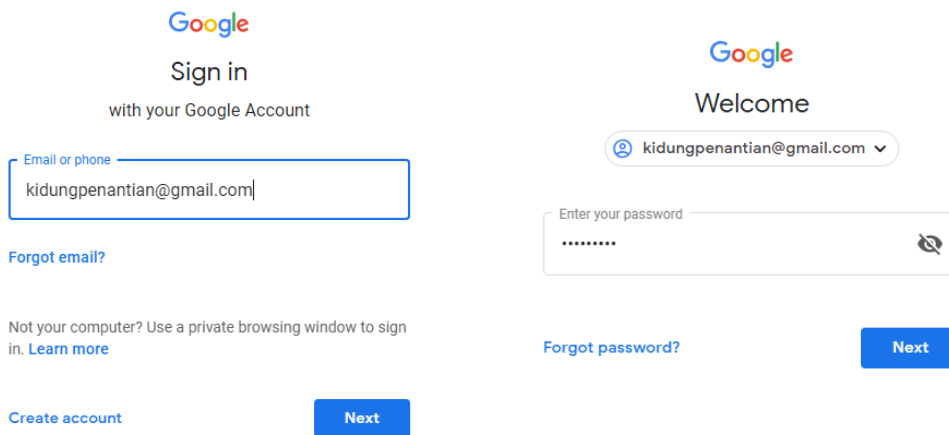 Google
Sign in
with your Google Account
Email or phone
kidungpenantian@gmail.com
Forgot email?
Not your computer? Use a private browsing window to sign
in. Learn more
Create account
Next
Google
Welcome
kidungpenantian@gmail.com
Enter your password
•••••••••
Forgot password?
Next